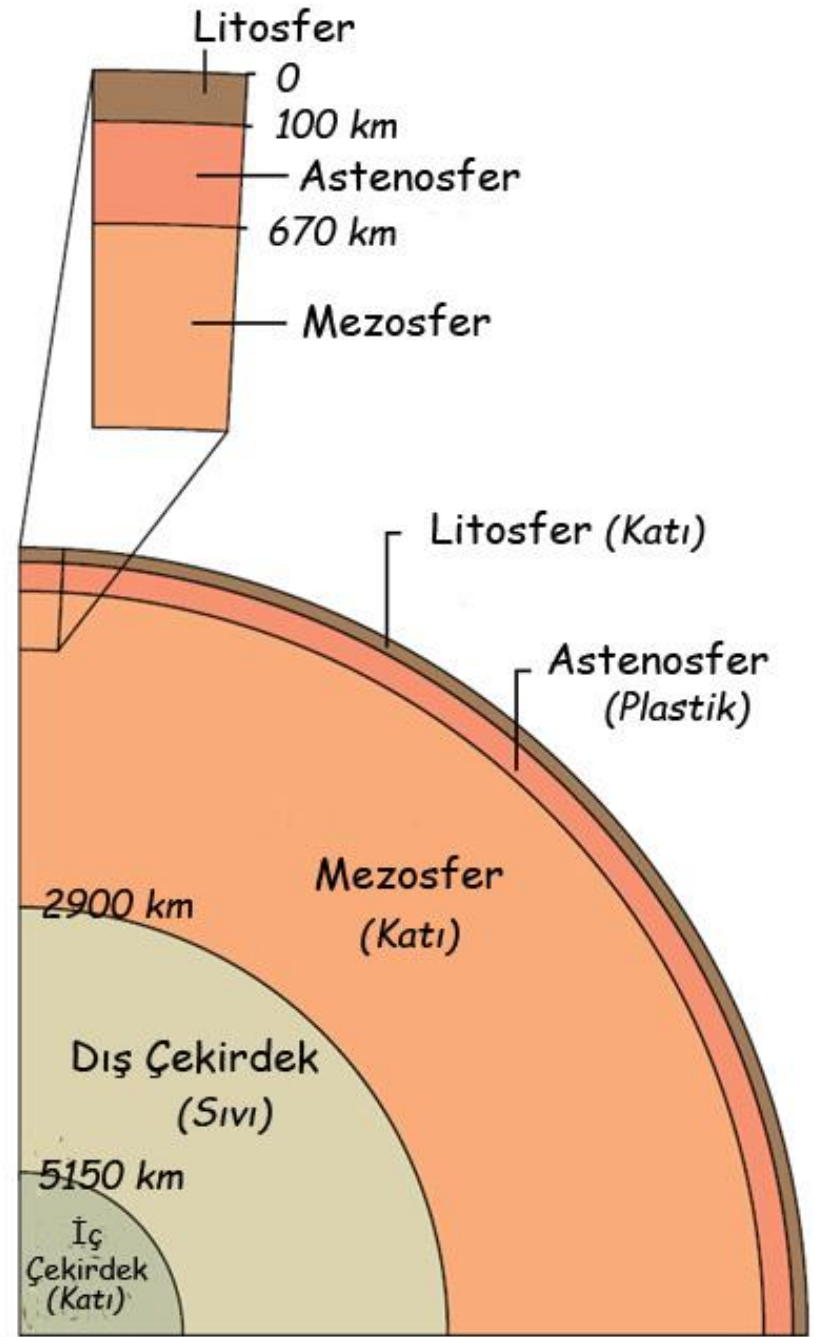 Litosfer
0
100 km
Astenosfer
670 km
Mezosfer
Litosfer (Katı)
Astenosfer
(Plastik)
Mezosfer
(Katı)
2900 km
Dış Çekirdek
(Sıvı)
5150 km
İç
Çekirdek
(Katı)